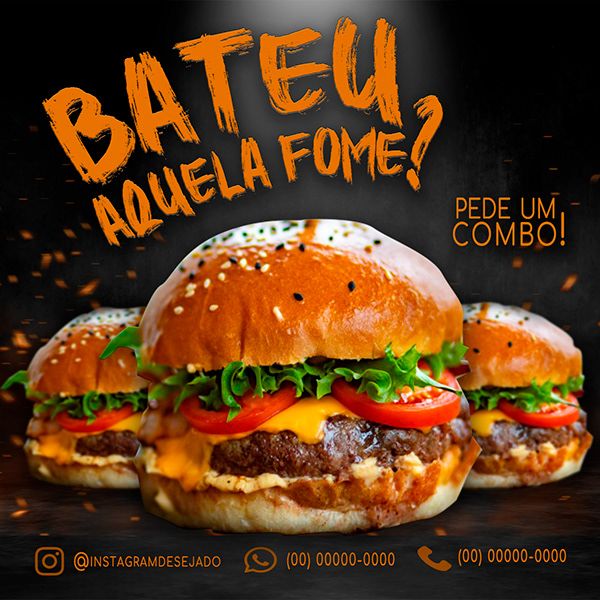 BATEU
AQUELA FOME?
PEDE UM
COMBO!
@INSTAGRAMDESEJADO
(00) 00000-0000
(00) 00000-0000